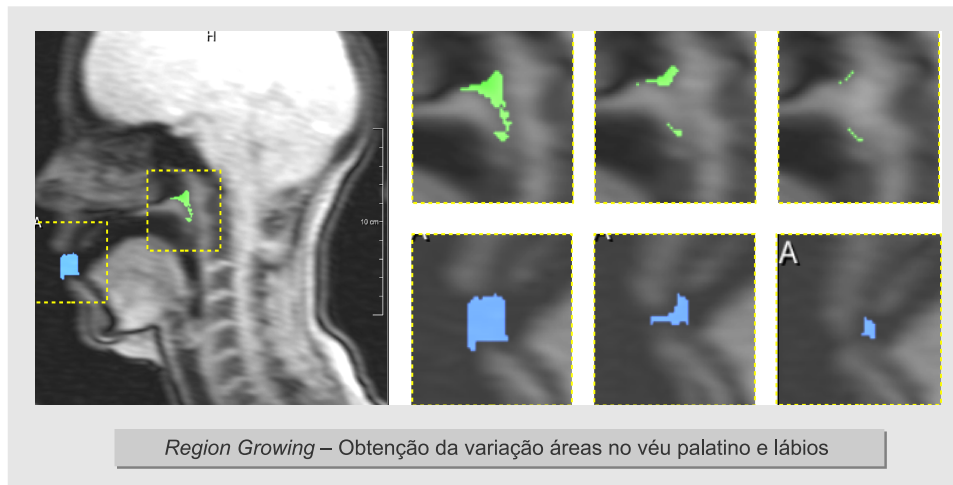 H
A
10 cm
A
Region Growing – Obtenção da variação áreas no véu palatino e lábios